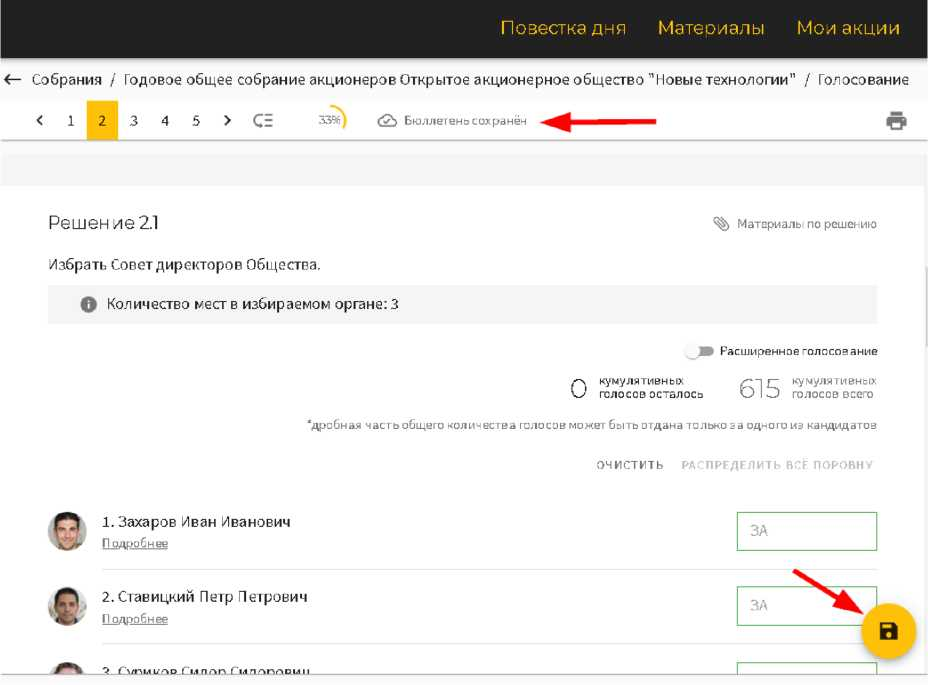 Повестка дня Материалы Мои акции
Собрания / Годовое общее собрание акционеров Открытое акционерное общество "Новые технологии" / Голосование
1 2 3 4 5 33% Бюллетень сохранён
Решение 2.1 Материалы по решению
Избрать Совет директоров Общества.
Количество мест в избираемом органе: 3
Расширенное голосование
0 кумулятивных голосов осталось 615 кумулятивных голосов всего
*дробная часть общего количества голосов может быть отдана только за одного из кандидатов
ОЧИСТИТЬ РАСПРЕДЕЛИТЬ ВСЁ ПОРОВНУ
1. Захаров Иван Иванович ЗА
Подробнее
2. Ставицкий Петр Петрович ЗА
Подробнее
3. Суриков Сидор Сидорович